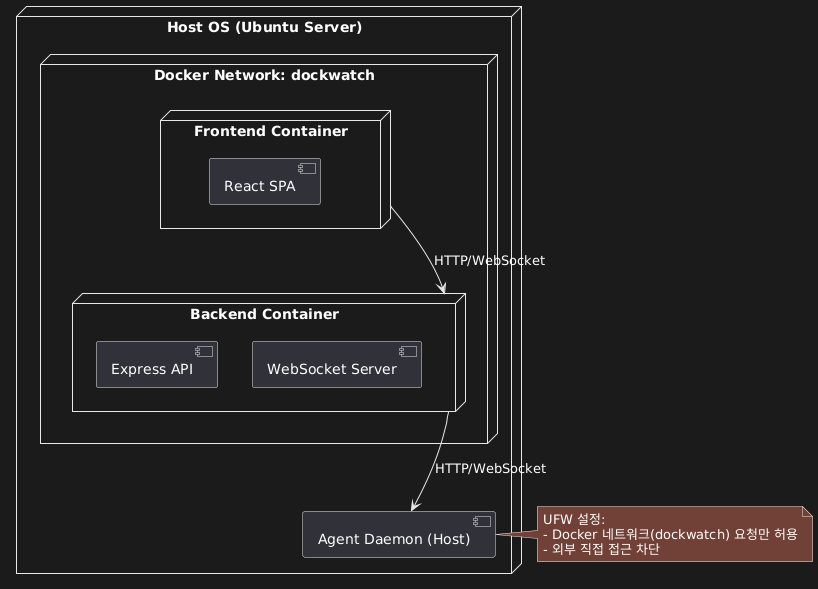 Host OS (Ubuntu Server)
Docker Network: dockwatch
Frontend Container
React SPA
HTTP/WebSocket
Backend Container
Express API
WebSocket Server
HTTP/WebSocket
Agent Daemon (Host)
UFW 설정:
- Docker 네트워크(dockwatch) 요청만 허용
- 외부 직접 접근 차단